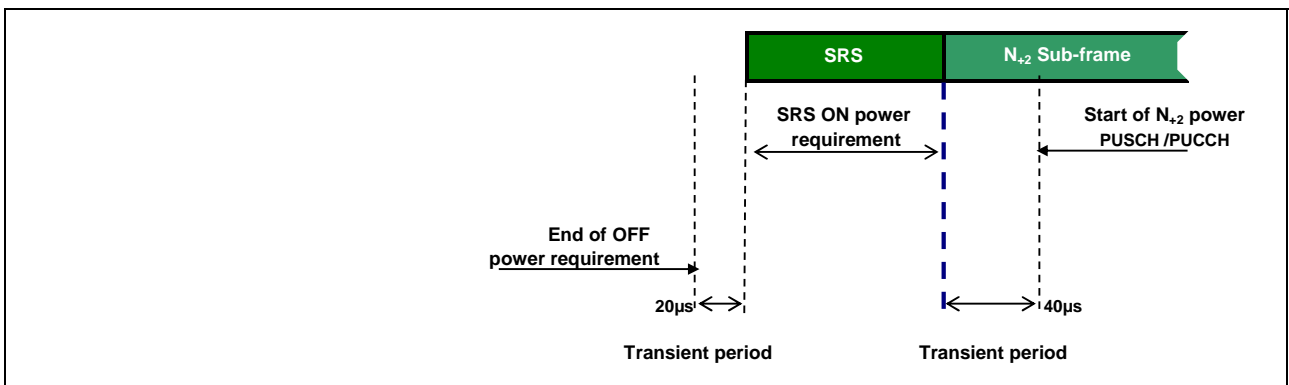 SRS
N+2 Sub-frame
SRS ON power
requirement
Start of N+2 power
PUSCH /PUCCH
End of OFF
power requirement
20µs
40µs
Transient period
Transient period